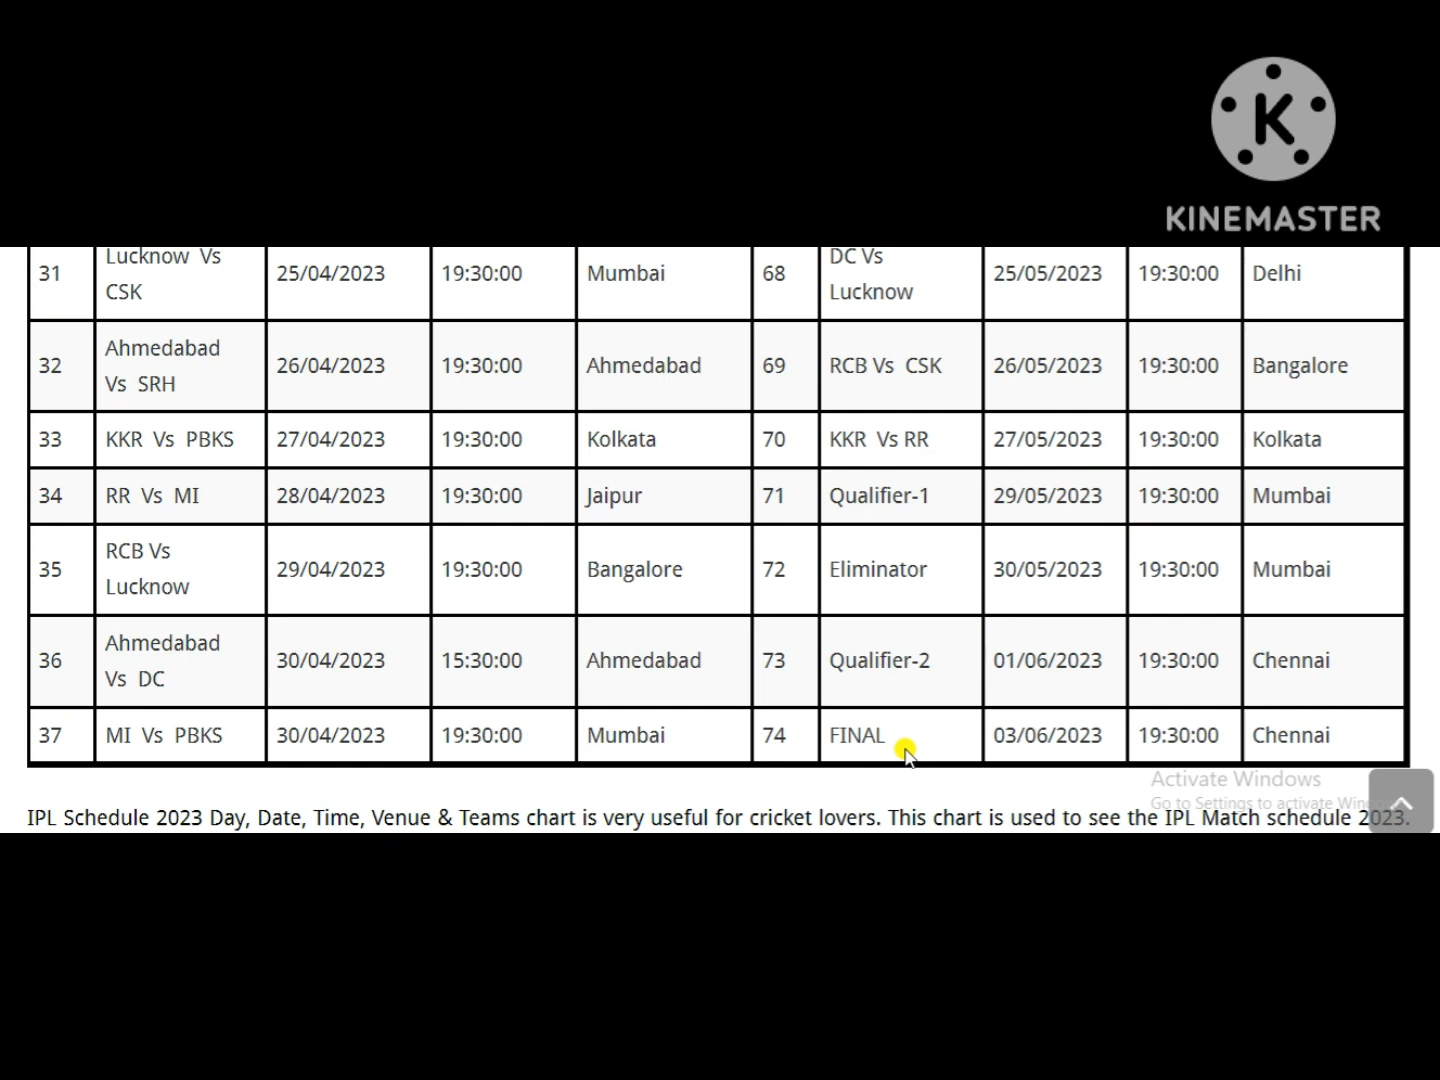 KINEMASTER
31 Lucknow Vs CSK 25/04/2023 19:30:00 Mumbai 68 DC Vs Lucknow 25/05/2023 19:30:00 Delhi
32 Ahmedabad Vs SRH 26/04/2023 19:30:00 Ahmedabad 69 RCB Vs CSK 26/05/2023 19:30:00 Bangalore
33 KKR Vs PBKS 27/04/2023 19:30:00 Kolkata 70 KKR Vs RR 27/05/2023 19:30:00 Kolkata
34 RR Vs MI 28/04/2023 19:30:00 Jaipur 71 Qualifier-1 29/05/2023 19:30:00 Mumbai
35 RCB Vs Lucknow 29/04/2023 19:30:00 Bangalore 72 Eliminator 30/05/2023 19:30:00 Mumbai
36 Ahmedabad Vs DC 30/04/2023 15:30:00 Ahmedabad 73 Qualifier-2 01/06/2023 19:30:00 Chennai
37 MI Vs PBKS 30/04/2023 19:30:00 Mumbai 74 FINAL 03/06/2023 19:30:00 Chennai
Activate Windows
Go to Settings to activate
IPL Schedule 2023 Day, Date, Time, Venue & Teams chart is very useful for cricket lovers. This chart is used to see the IPL Match schedule 2023.